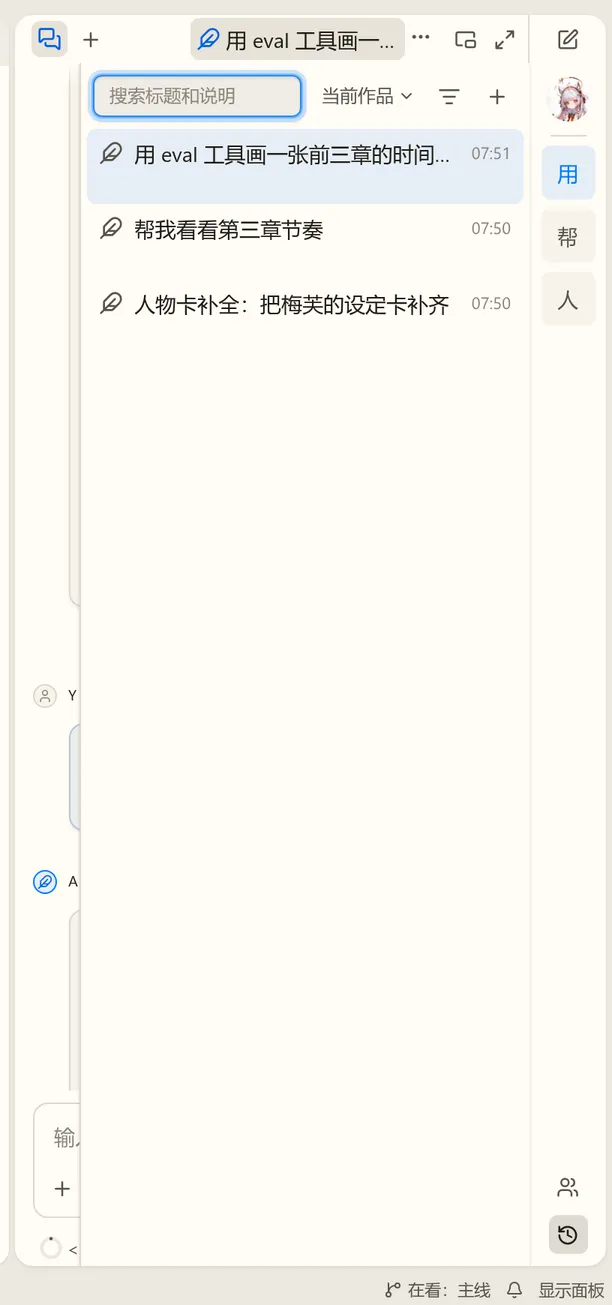 用 eval 工具画一...
搜索标题和说明
当前作品
用 eval 工具画一张前三章的时间... 07:51
帮我看看第三章节奏 07:50
人物卡补全：把梅芙的设定卡补齐 07:50
用
帮
人
Y
A
输
<
在看：主线
显示面板